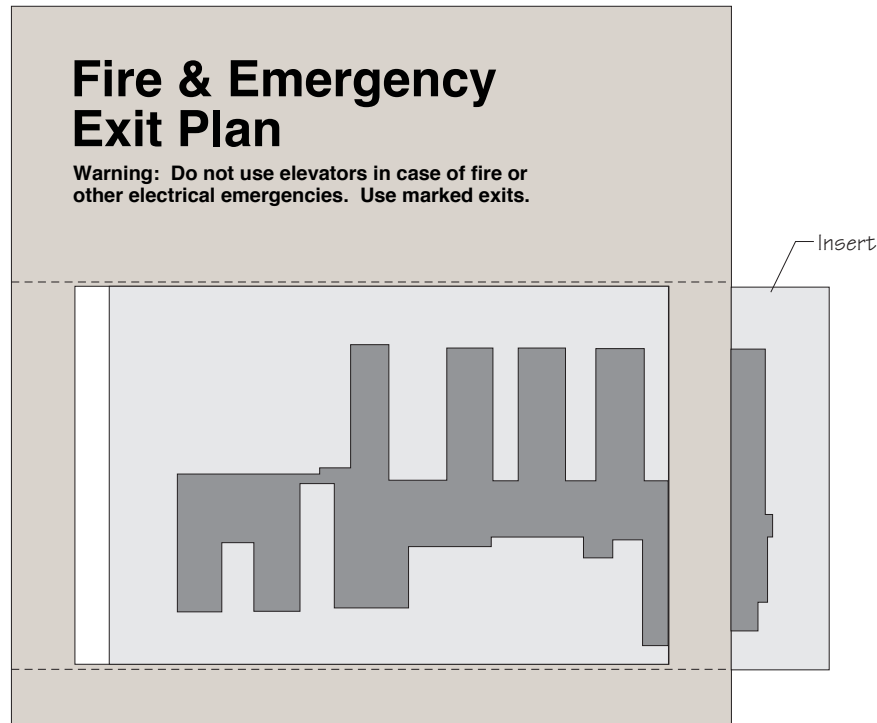 Fire & Emergency
Exit Plan
Warning:  Do not use elevators in case of fire or
other electrical emergencies.  Use marked exits.
Insert